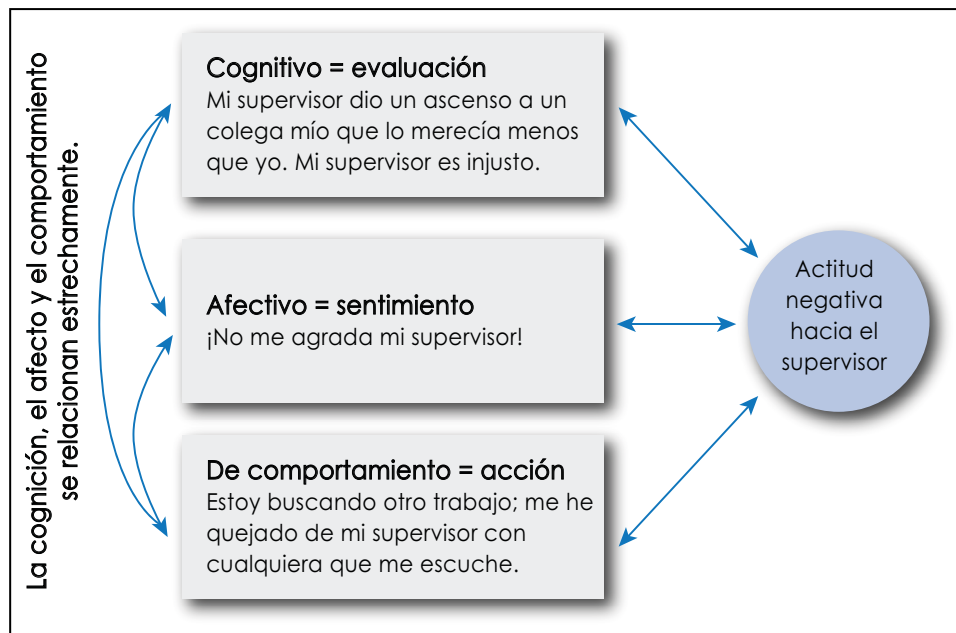 La cognición, el afecto y el comportamiento
se relacionan estrechamente.
Cognitivo = evaluación
Mi supervisor dio un ascenso a un
colega mío que lo merecía menos
que yo. Mi supervisor es injusto.
Afectivo = sentimiento
¡No me agrada mi supervisor!
De comportamiento = acción
Estoy buscando otro trabajo; me he
quejado de mi supervisor con
cualquiera que me escuche.
Actitud
negativa
hacia el
supervisor